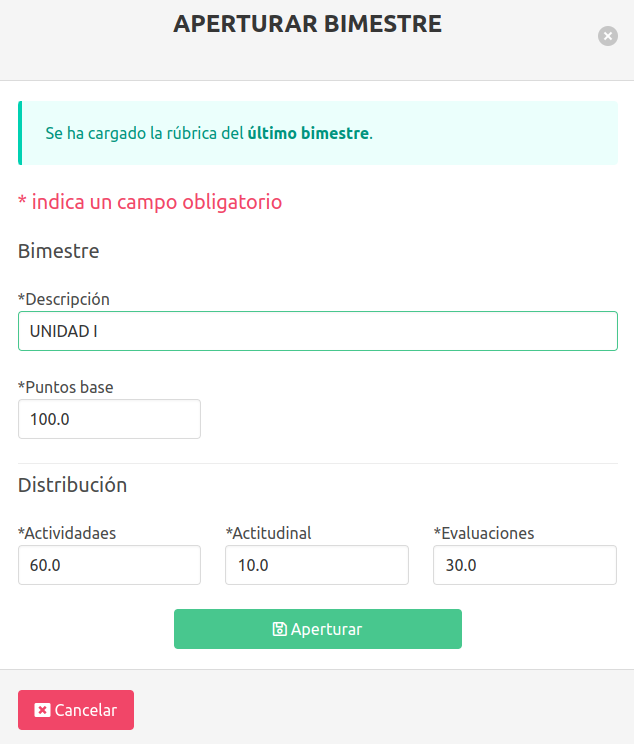 APERTURAR BIMESTRE
Se ha cargado la rúbrica del último bimestre.
* indica un campo obligatorio
Bimestre
*Descripción
UNIDAD I
*Puntos base
100.0
Distribución
*Actividadaes *Actitudinal *Evaluaciones
60.0 10.0 30.0
Aperturar
Cancelar